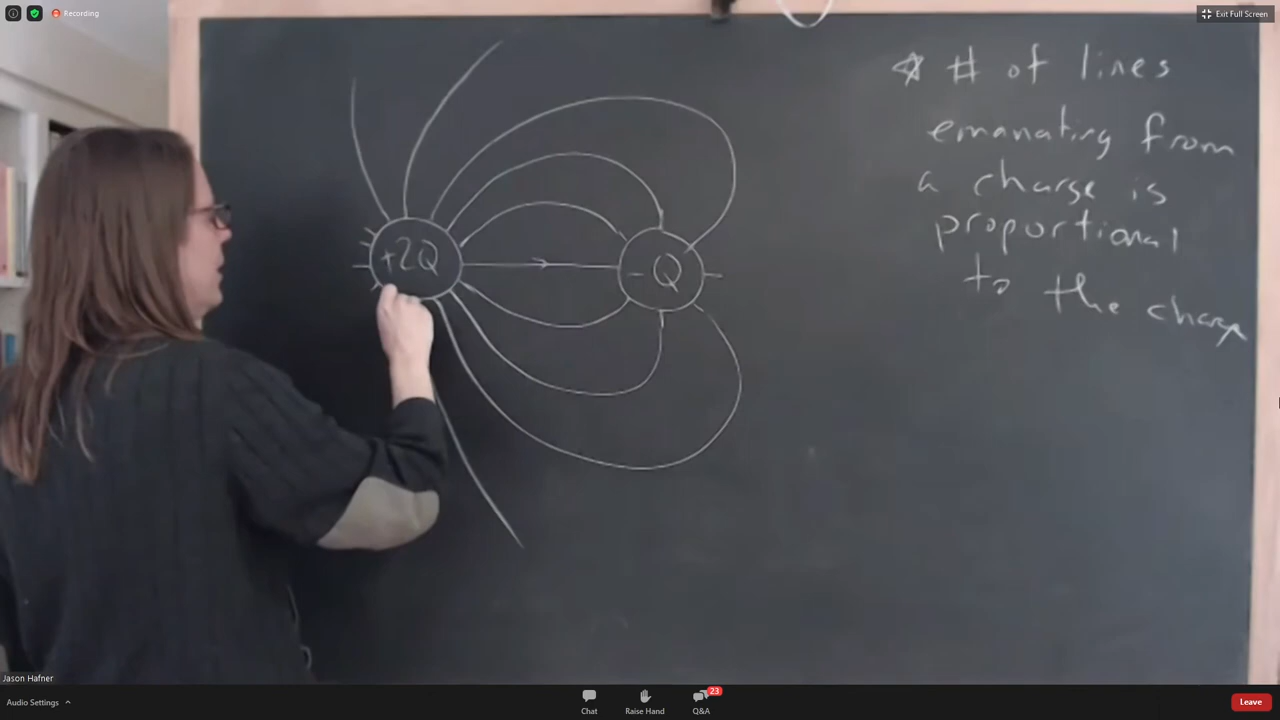 Recording
Exit Full Screen
☆ # of lines
emanating from
a charge is
proportional
to the charge
+2Q
- Q
Jason Hafner
Audio Settings
Chat
Raise Hand
23
Q&A
Leave